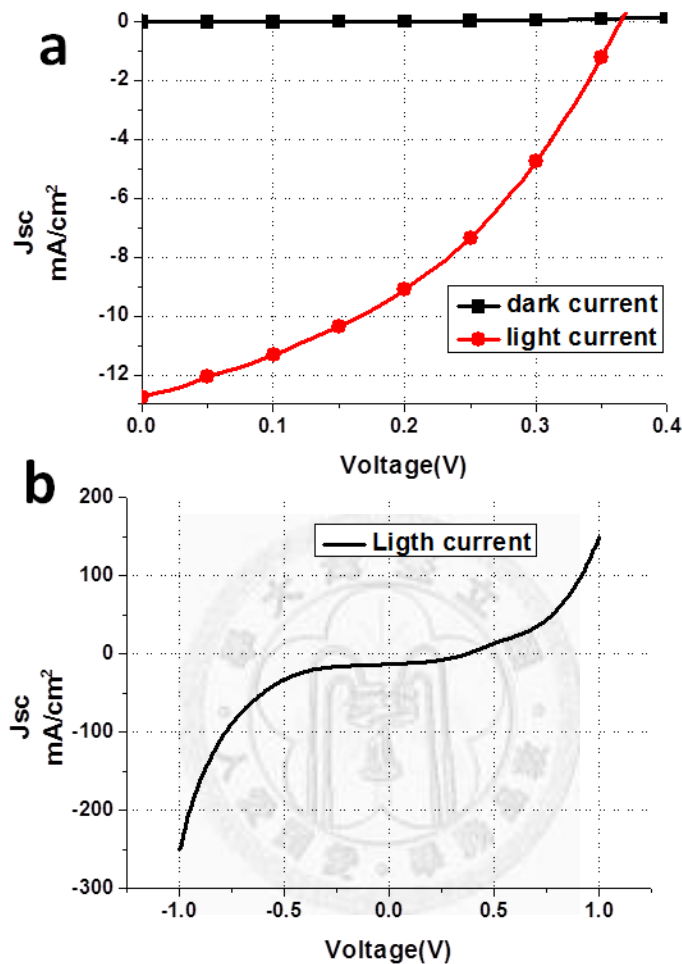 a
0
-2
-4
-6
-8
-10
-12
Jsc
mA/cm²
dark current
light current
0.0 0.1 0.2 0.3 0.4
Voltage(V)
b
200
100
0
-100
-200
-300
Jsc
mA/cm²
Ligth current
-1.0 -0.5 0.0 0.5 1.0
Voltage(V)